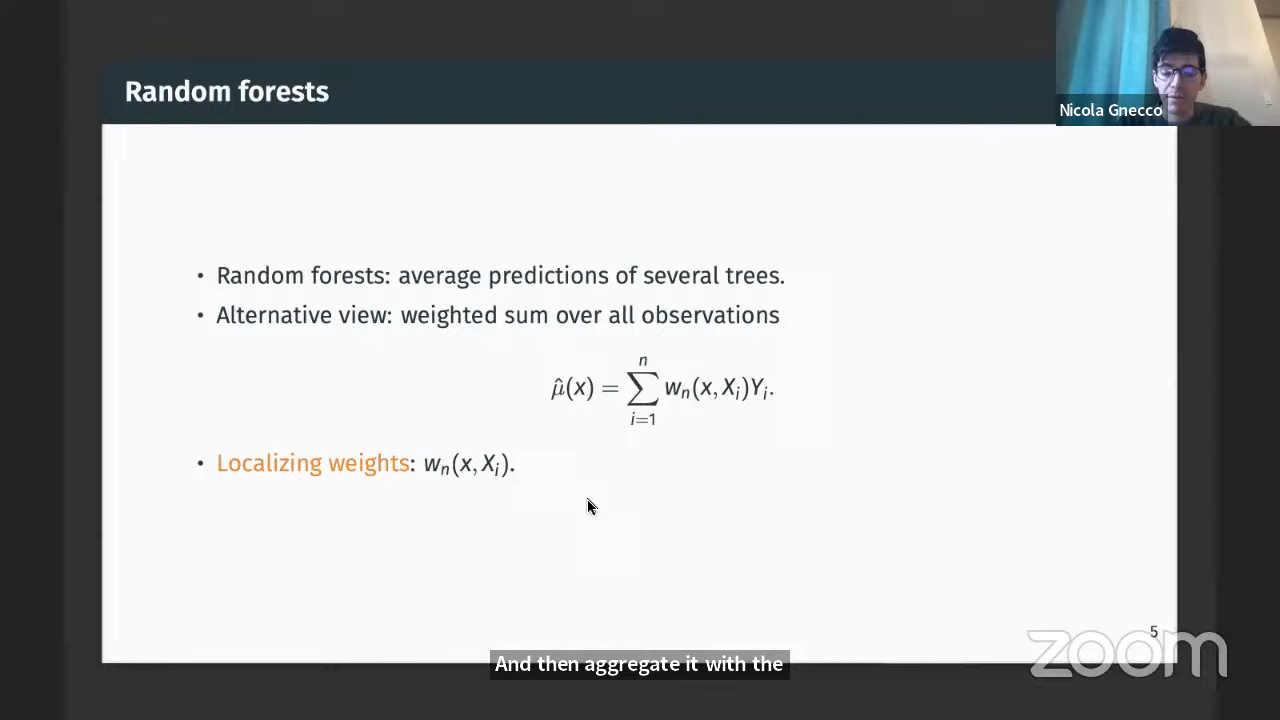 Random forests
Nicola Gnecco
• Random forests: average predictions of several trees.
• Alternative view: weighted sum over all observations
μ̂(x) = ∑_{i=1}^{n} w_n(x, X_i)Y_i.
• Localizing weights: w_n(x, X_i).
5
zoom
And then aggregate it with the